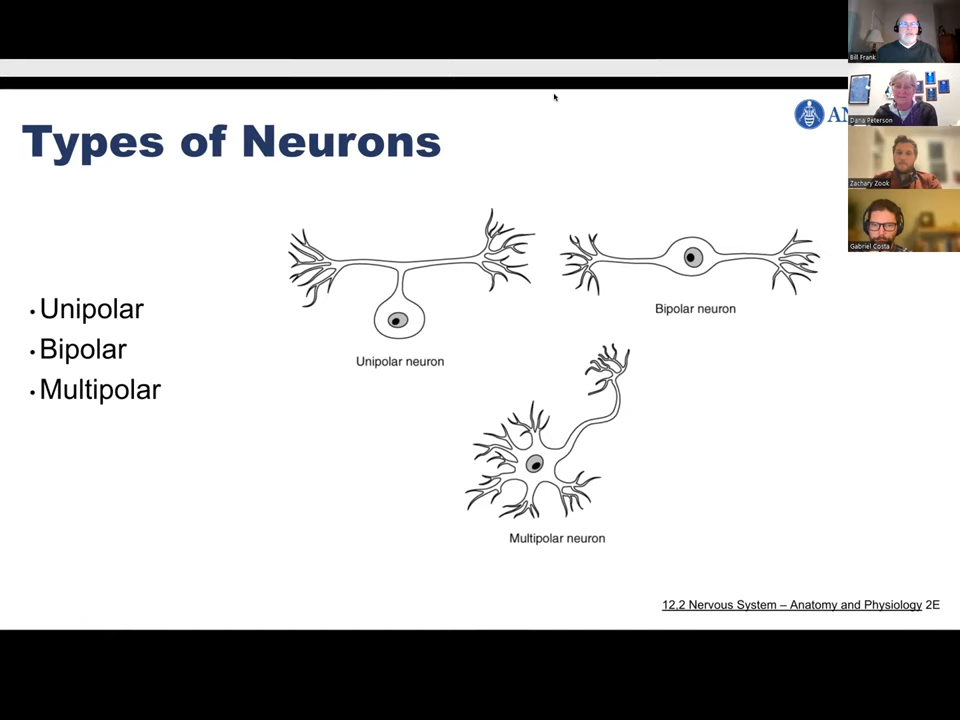 Types of Neurons
AN
Bill Frank
Dana Peterson
Zachary Zook
Gabriel Costa
• Unipolar
• Bipolar
• Multipolar
Unipolar neuron
Bipolar neuron
Multipolar neuron
12.2 Nervous System – Anatomy and Physiology 2E